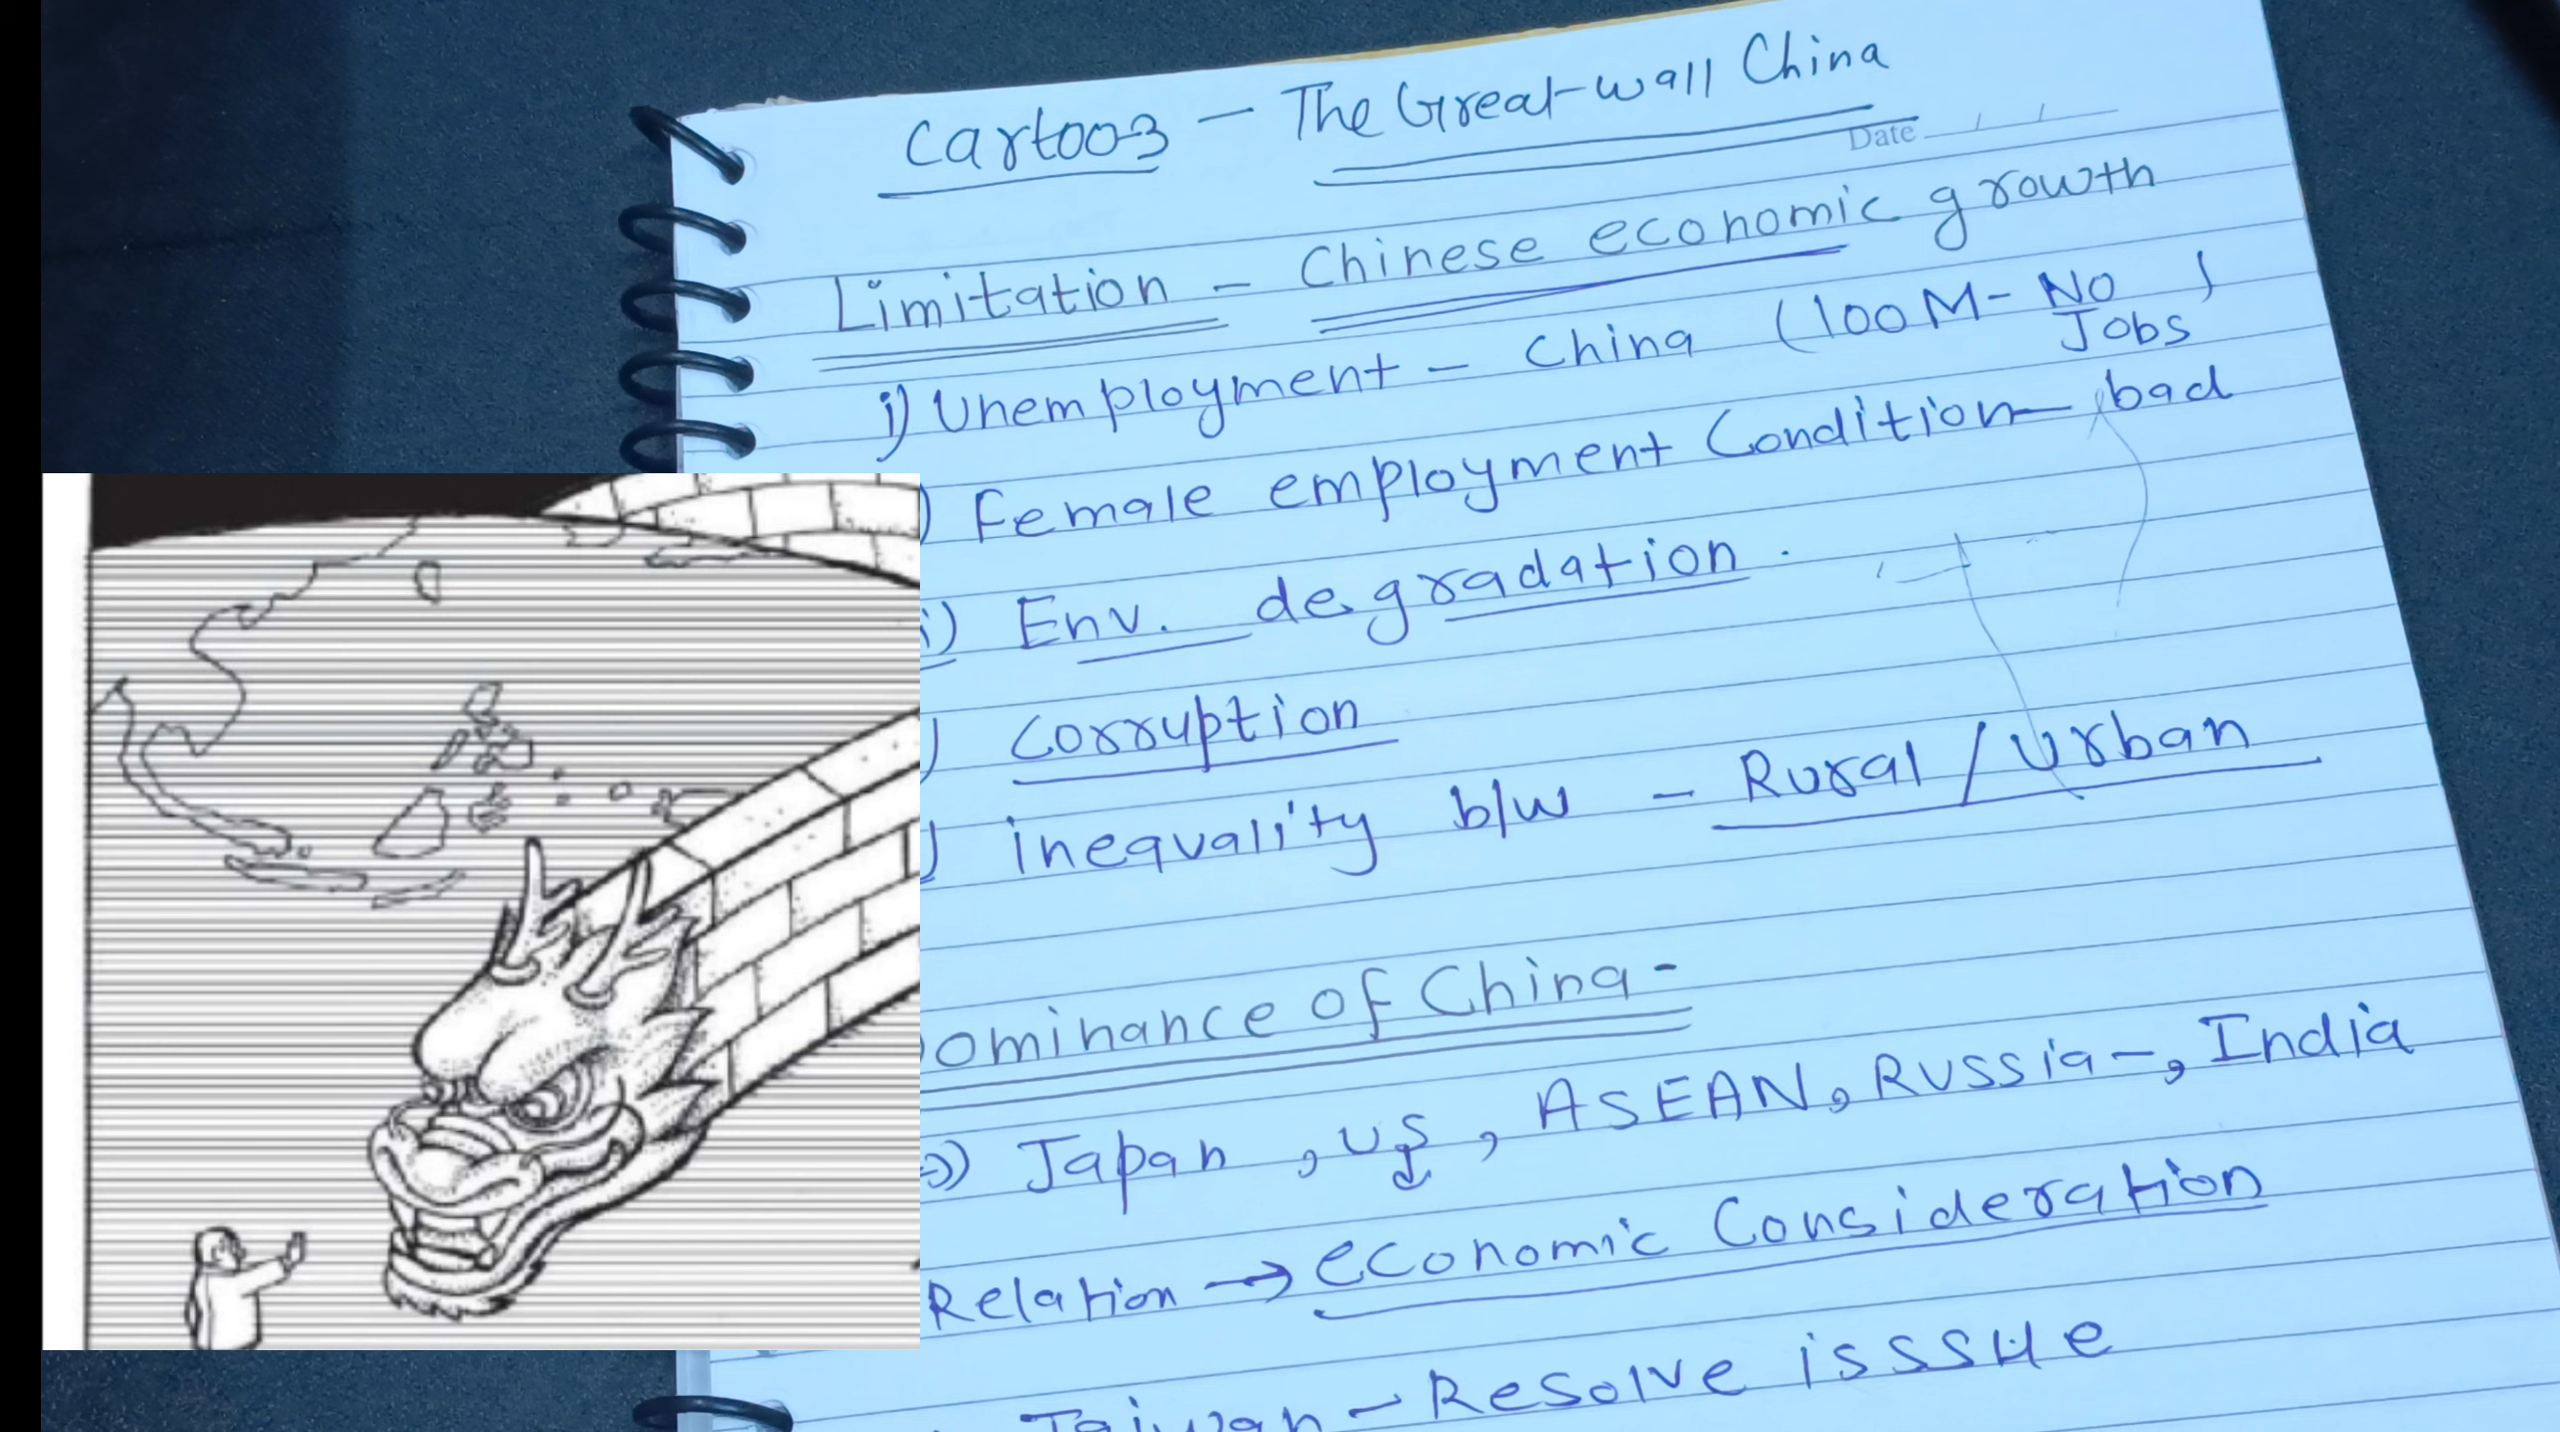 Cartoo3 - The Great-wall China
Date
Limitation - Chinese economic growth
i) Unemployment - China (100M - No Jobs)
) Female employment Condition - bad
i) Env. degradation.
) Corruption
) inequality b/w - Rural / Urban
ominance of China -
=>) Japan, US, ASEAN, Russia-, India
Relation → economic Consideration
Taiwan - Resolve isssue